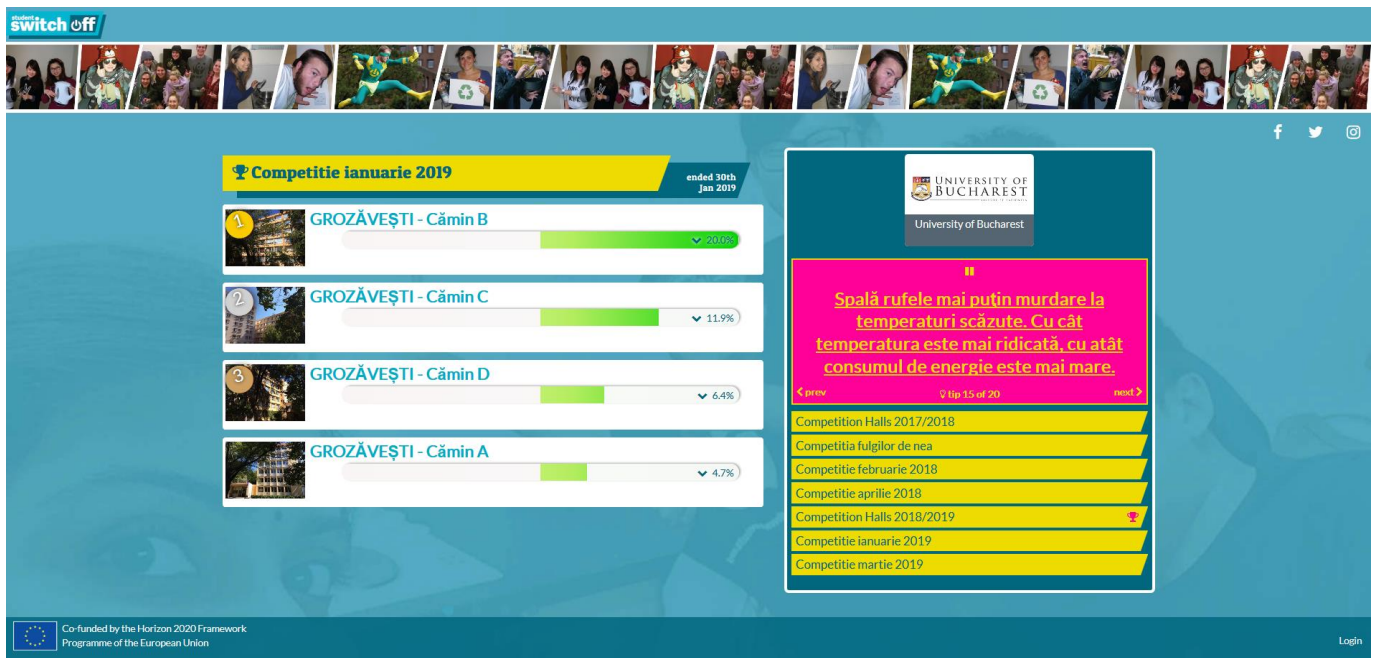 student
switch off
Competitie ianuarie 2019
ended 30th
Jan 2019
1
GROZĂVEȘTI - Cămin B
20.0%
2
GROZĂVEȘTI - Cămin C
11.9%
3
GROZĂVEȘTI - Cămin D
6.4%
GROZĂVEȘTI - Cămin A
4.7%
UNIVERSITY OF
BUCHAREST
University of Bucharest
Spală rufele mai puțin murdare la
temperaturi scăzute. Cu cât
temperatura este mai ridicată, cu atât
consumul de energie este mai mare.
prev
tip 15 of 20
next
Competition Halls 2017/2018
Competitia fulgilor de nea
Competitie februarie 2018
Competitie aprilie 2018
Competition Halls 2018/2019
Competitie ianuarie 2019
Competitie martie 2019
Co-funded by the Horizon 2020 Framework
Programme of the European Union
Login